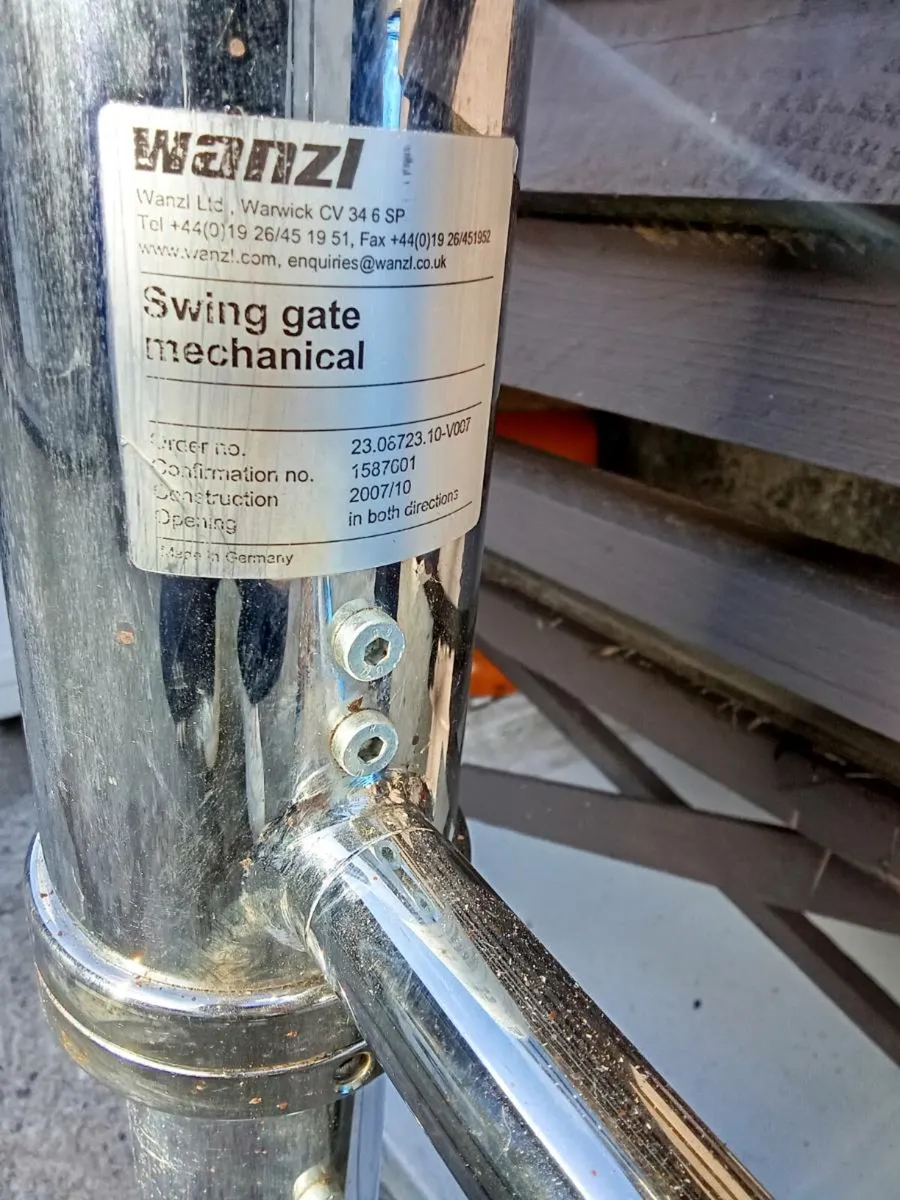 wanzl
Wanzl Ltd., Warwick CV 34 6 SP
Tel +44(0)19 26/45 19 51, Fax +44(0)19 26/451952
www.wanzl.com, enquiries@wanzl.co.uk
Swing gate
mechanical
Order no. 23.06723.10-V007
Confirmation no. 1587601
Construction 2007/10
Opening in both directions
Made in Germany